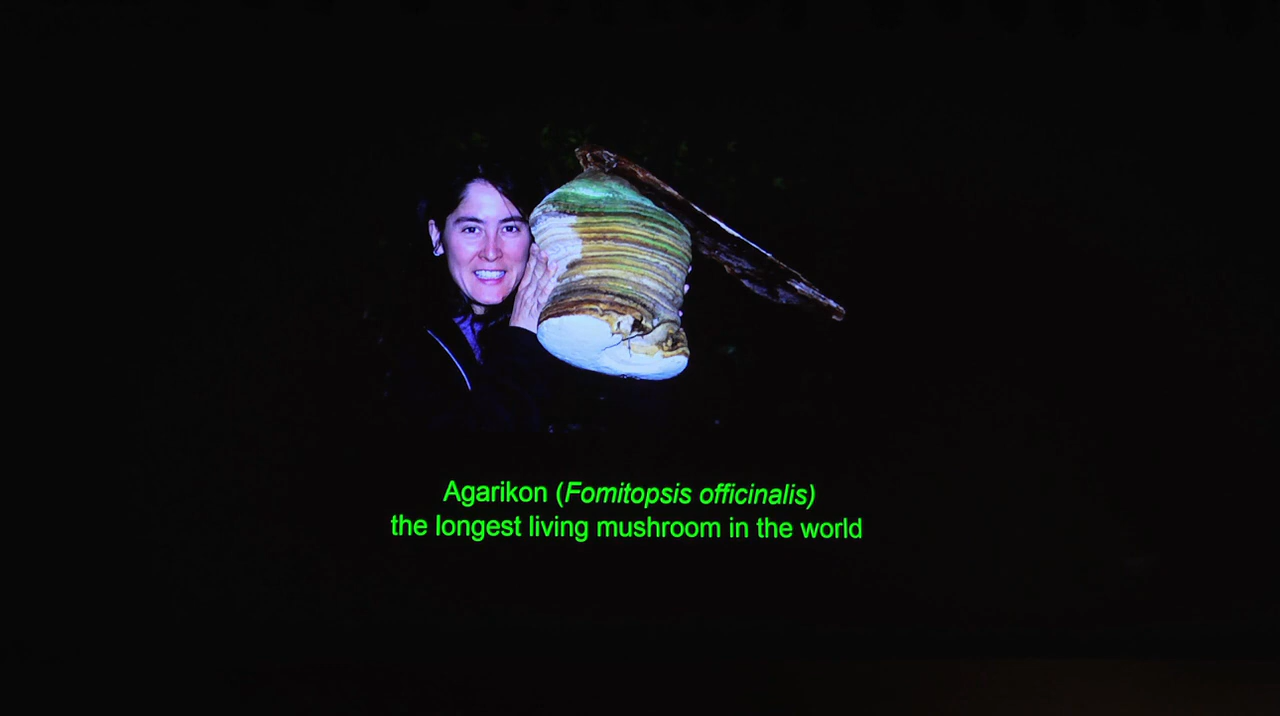 Agarikon (Fomitopsis officinalis)
the longest living mushroom in the world